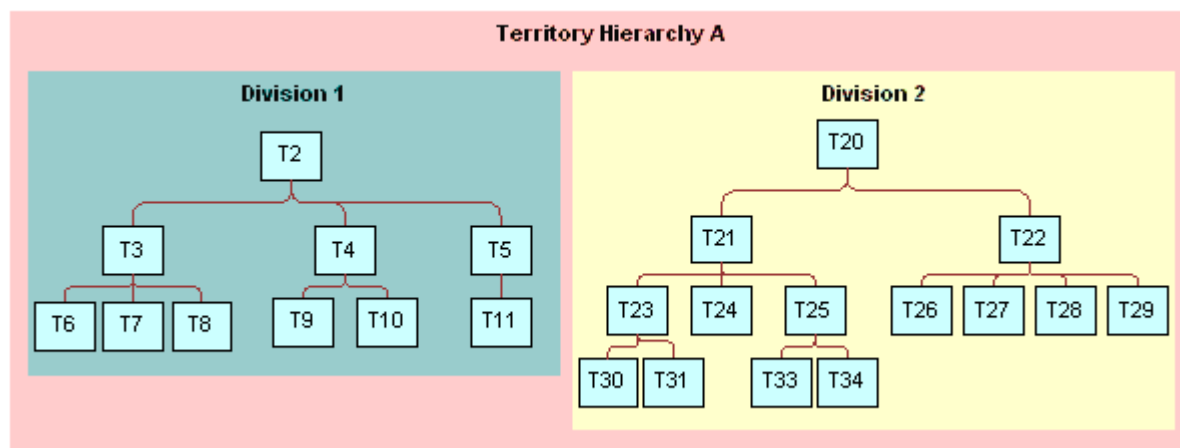 Territory Hierarchy A
Division 1
T2
T3 T4 T5
T6 T7 T8 T9 T10 T11
Division 2
T20
T21 T22
T23 T24 T25 T26 T27 T28 T29
T30 T31 T33 T34